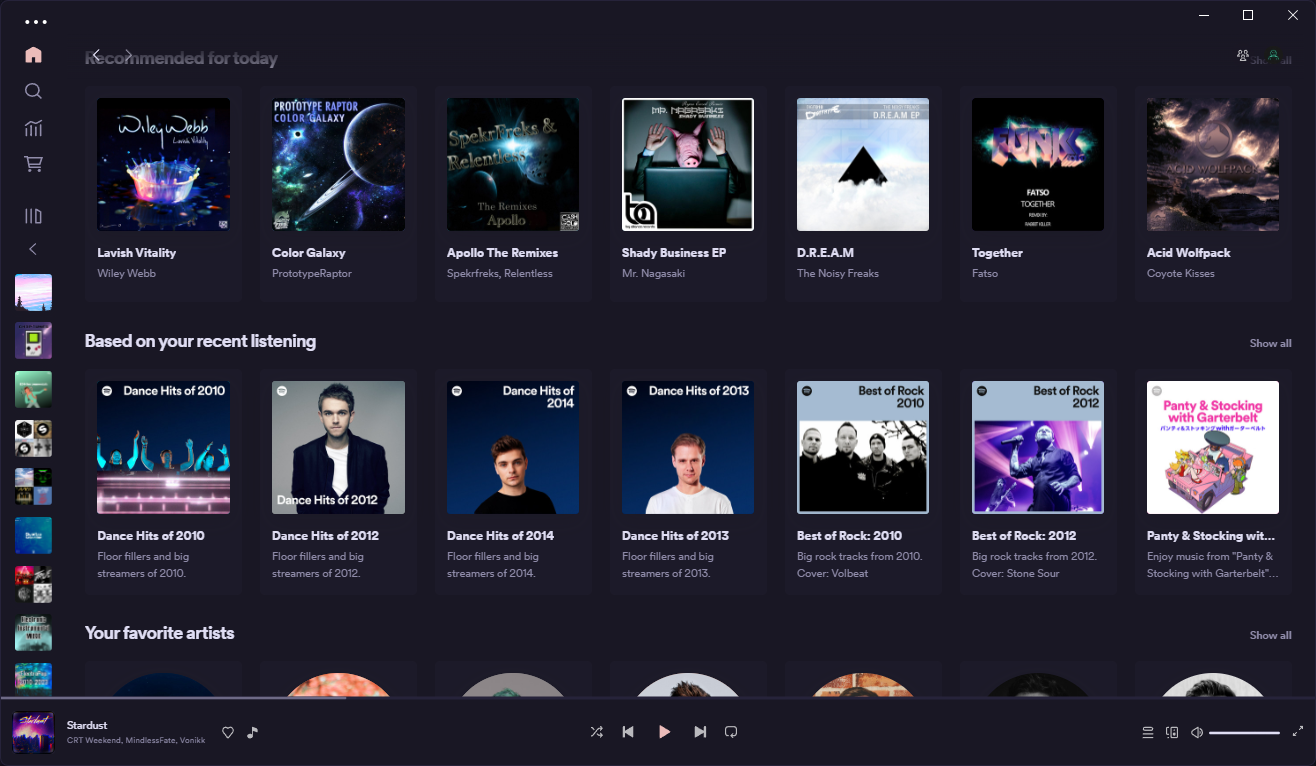 Recommended for today
Show all
Wiley Webb
Lavish Vitality
PROTOTYPE RAPTOR
COLOR GALAXY
SpekrFreks &
Relentless
The Remixes
Apollo
MR. NAGASAKI
SHADY BUSINESS
THE NOISY FREAKS
D.R.E.A.M EP
FUNKS
FATSO
TOGETHER
REMIX BY:
RABBIT KILLER
ACID WOLFPACK
Lavish Vitality
Wiley Webb
Color Galaxy
PrototypeRaptor
Apollo The Remixes
Spekrfreks, Relentless
Shady Business EP
Mr. Nagasaki
D.R.E.A.M
The Noisy Freaks
Together
Fatso
Acid Wolfpack
Coyote Kisses
Based on your recent listening
Show all
Dance Hits of 2010
Dance Hits of 2012
Dance Hits of
2014
Dance Hits of 2013
Best of Rock
2010
Best of Rock
2012
Panty & Stocking
with Garterbelt
パンティ&ストッキング withガーターベルト
Dance Hits of 2010
Floor fillers and big
streamers of 2010.
Dance Hits of 2012
Floor fillers and big
streamers of 2012.
Dance Hits of 2014
Floor fillers and big
streamers of 2014.
Dance Hits of 2013
Floor fillers and big
streamers of 2013.
Best of Rock: 2010
Big rock tracks from 2010.
Cover: Volbeat
Best of Rock: 2012
Big rock tracks from 2012.
Cover: Stone Sour
Panty & Stocking wit...
Enjoy music from "Panty &
Stocking with Garterbelt"...
Your favorite artists
Show all
Stardust
Stardust
CRT Weekend, MindlessFate, Vonikk